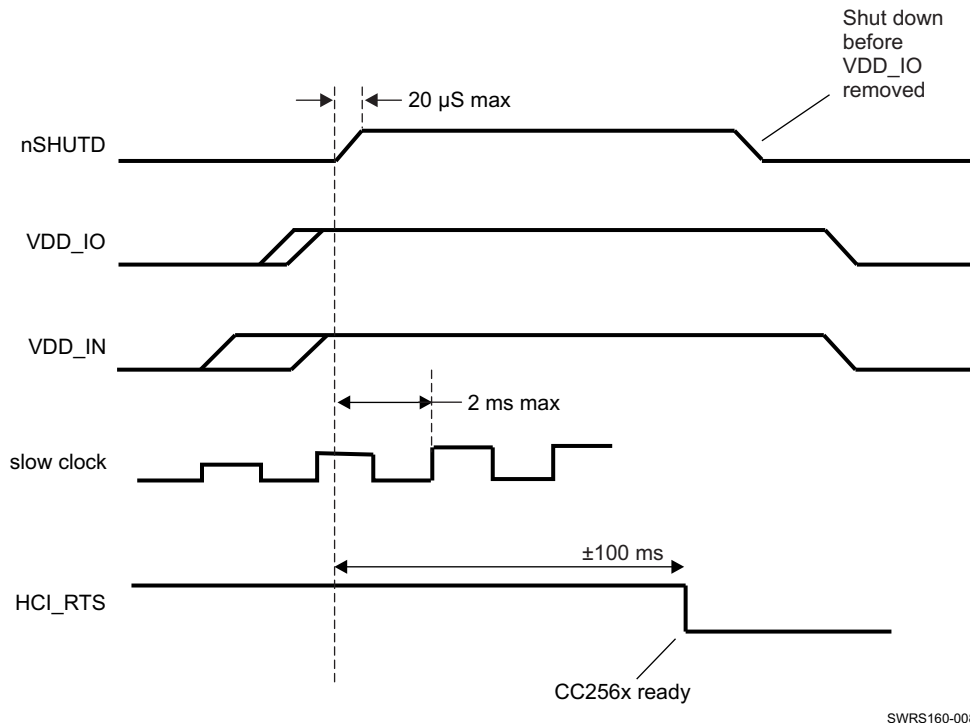 Shut down
before
VDD_IO
removed
20 µS max
nSHUTD
VDD_IO
VDD_IN
2 ms max
slow clock
±100 ms
HCI_RTS
CC256x ready